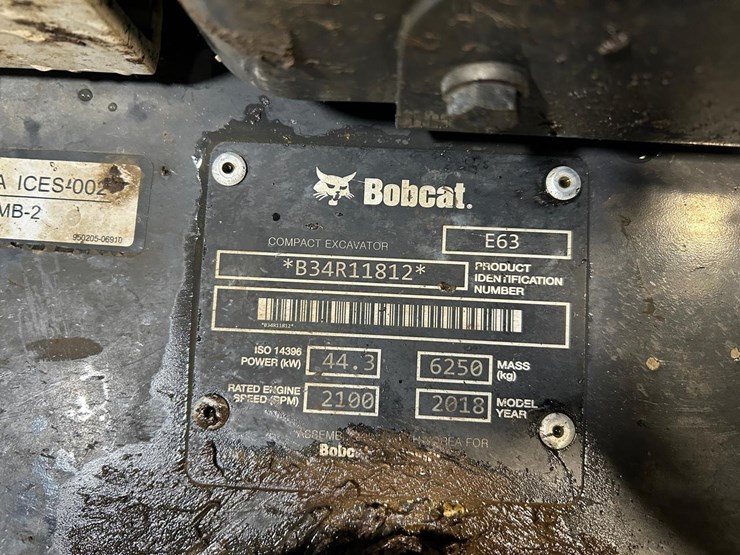 A ICES-002
MB-2
950205-06910
Bobcat.
COMPACT EXCAVATOR
E63
*B34R11812*
PRODUCT
IDENTIFICATION
NUMBER
*B34R11812*
ISO 14396
POWER (kW)
44.3
6250
MASS
(kg)
RATED ENGINE
SPEED (RPM)
2100
2018
MODEL
YEAR
FOR